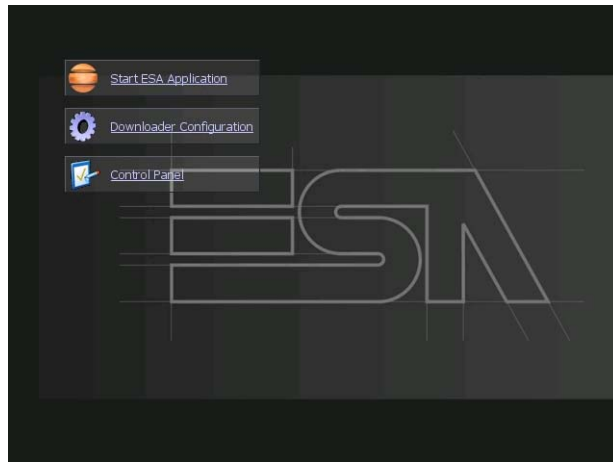 Start ESA Application
Downloader Configuration
Control Panel
ESA